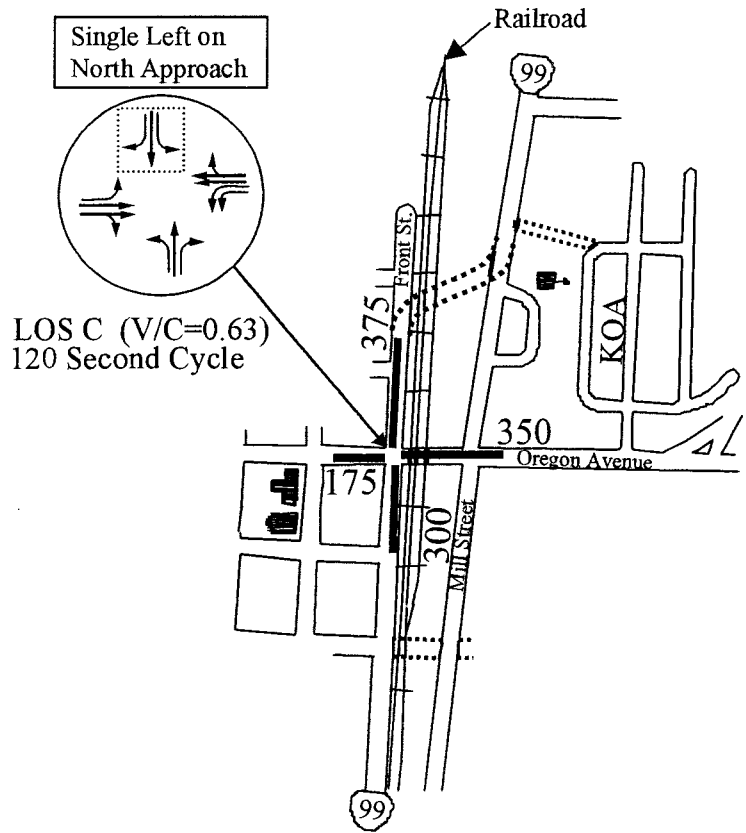 Railroad
Single Left on
North Approach
99
Front St.
375
KOA
LOS C (V/C=0.63)
120 Second Cycle
350
Oregon Avenue
175
300
Mill Street
99